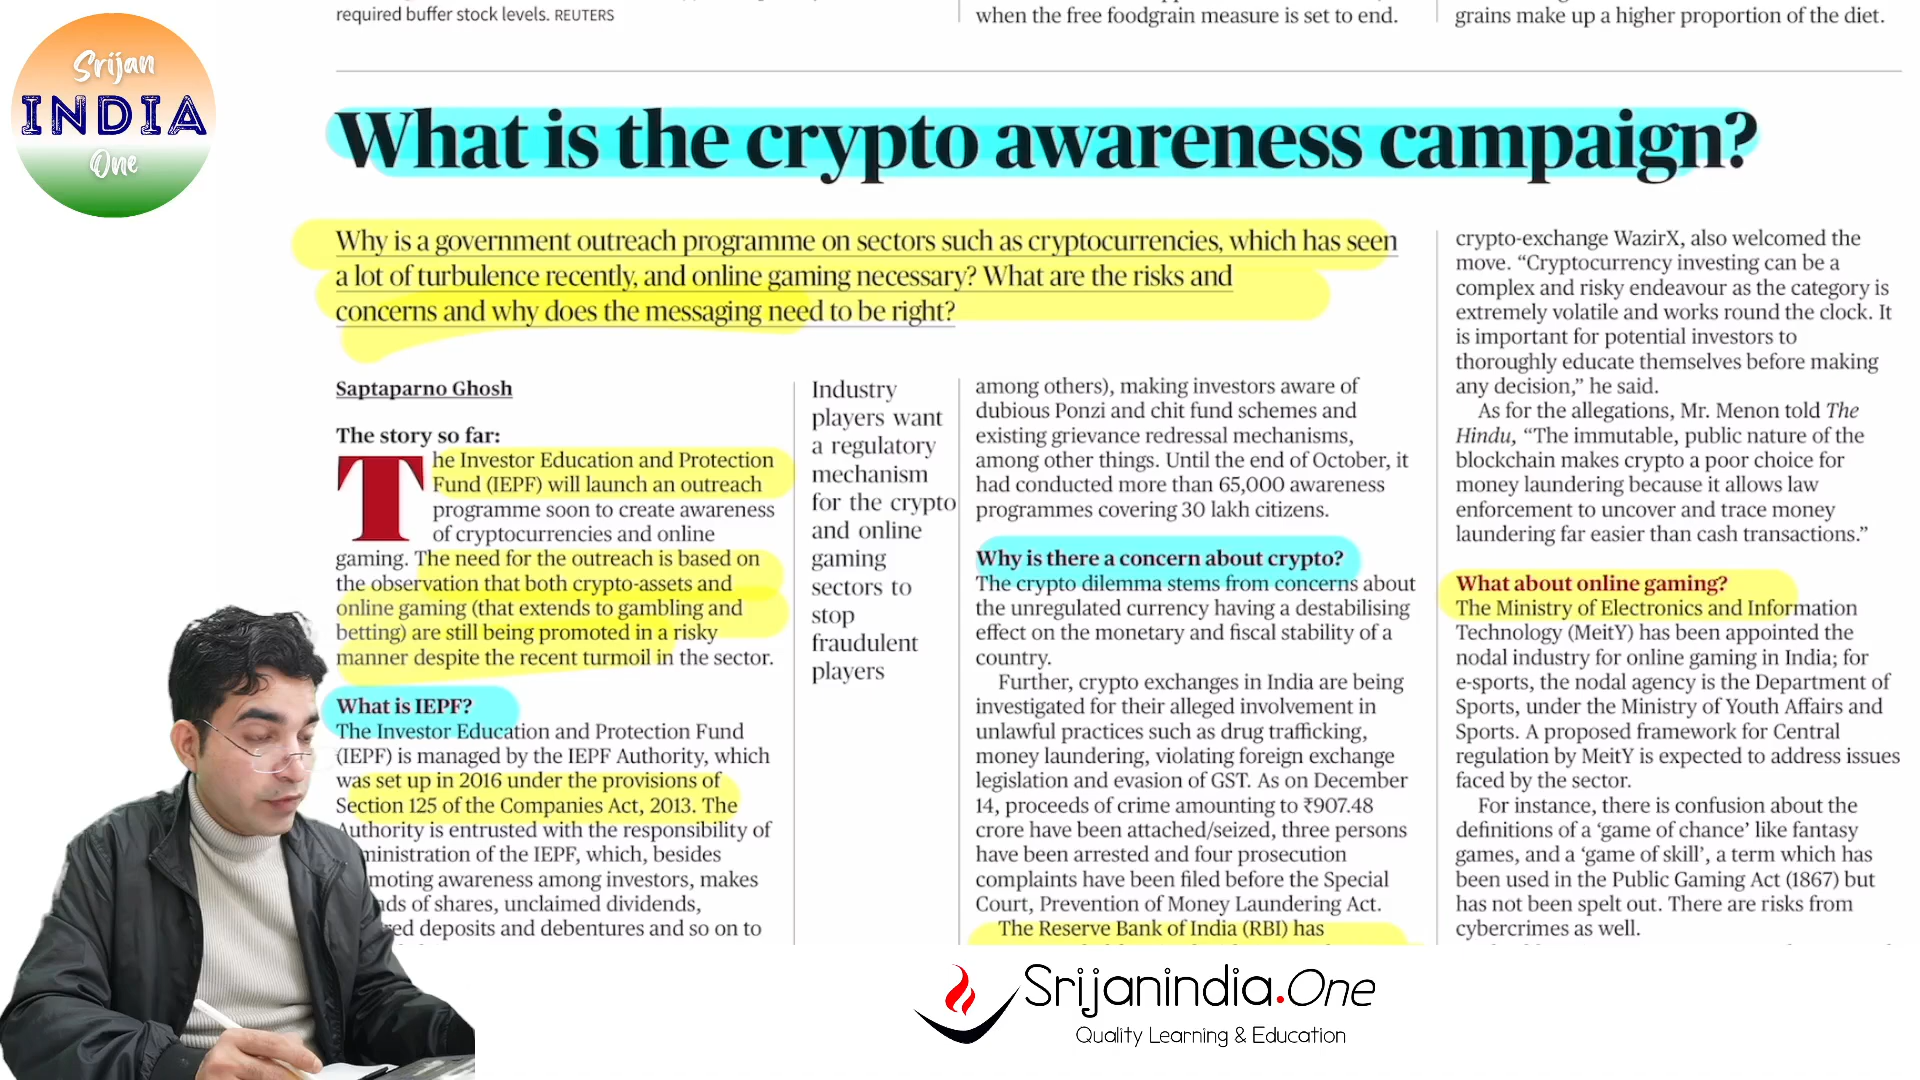 required buffer stock levels. REUTERS
when the free foodgrain measure is set to end.
grains make up a higher proportion of the diet.
Srijan
INDIA
One
What is the crypto awareness campaign?
Why is a government outreach programme on sectors such as cryptocurrencies, which has seen
a lot of turbulence recently, and online gaming necessary? What are the risks and
concerns and why does the messaging need to be right?
Saptaparno Ghosh
The story so far:
The Investor Education and Protection
Fund (IEPF) will launch an outreach
programme soon to create awareness
of cryptocurrencies and online
gaming. The need for the outreach is based on
the observation that both crypto-assets and
online gaming (that extends to gambling and
betting) are still being promoted in a risky
manner despite the recent turmoil in the sector.
What is IEPF?
The Investor Education and Protection Fund
(IEPF) is managed by the IEPF Authority, which
was set up in 2016 under the provisions of
Section 125 of the Companies Act, 2013. The
Authority is entrusted with the responsibility of
ministration of the IEPF, which, besides
moting awareness among investors, makes
nds of shares, unclaimed dividends,
red deposits and debentures and so on to
Industry
players want
a regulatory
mechanism
for the crypto
and online
gaming
sectors to
stop
fraudulent
players
among others), making investors aware of
dubious Ponzi and chit fund schemes and
existing grievance redressal mechanisms,
among other things. Until the end of October, it
had conducted more than 65,000 awareness
programmes covering 30 lakh citizens.
Why is there a concern about crypto?
The crypto dilemma stems from concerns about
the unregulated currency having a destabilising
effect on the monetary and fiscal stability of a
country.
Further, crypto exchanges in India are being
investigated for their alleged involvement in
unlawful practices such as drug trafficking,
money laundering, violating foreign exchange
legislation and evasion of GST. As on December
14, proceeds of crime amounting to ₹907.48
crore have been attached/seized, three persons
have been arrested and four prosecution
complaints have been filed before the Special
Court, Prevention of Money Laundering Act.
The Reserve Bank of India (RBI) has
crypto-exchange WazirX, also welcomed the
move. “Cryptocurrency investing can be a
complex and risky endeavour as the category is
extremely volatile and works round the clock. It
is important for potential investors to
thoroughly educate themselves before making
any decision,” he said.
As for the allegations, Mr. Menon told The
Hindu, “The immutable, public nature of the
blockchain makes crypto a poor choice for
money laundering because it allows law
enforcement to uncover and trace money
laundering far easier than cash transactions.”
What about online gaming?
The Ministry of Electronics and Information
Technology (MeitY) has been appointed the
nodal industry for online gaming in India; for
e-sports, the nodal agency is the Department of
Sports, under the Ministry of Youth Affairs and
Sports. A proposed framework for Central
regulation by MeitY is expected to address issues
faced by the sector.
For instance, there is confusion about the
definitions of a ‘game of chance’ like fantasy
games, and a ‘game of skill’, a term which has
been used in the Public Gaming Act (1867) but
has not been spelt out. There are risks from
cybercrimes as well.
Srijanindia.One
Quality Learning & Education